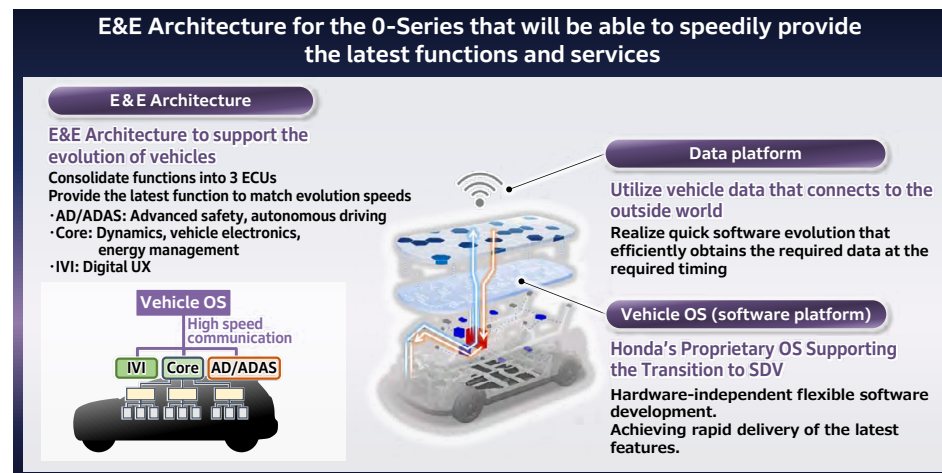 E&E Architecture for the 0-Series that will be able to speedily provide
the latest functions and services
E&E Architecture
E&E Architecture to support the
evolution of vehicles
Consolidate functions into 3 ECUs
Provide the latest function to match evolution speeds
・AD/ADAS: Advanced safety, autonomous driving
・Core: Dynamics, vehicle electronics,
energy management
・IVI: Digital UX
Vehicle OS
High speed
communication
IVI
Core
AD/ADAS
Data platform
Utilize vehicle data that connects to the
outside world
Realize quick software evolution that
efficiently obtains the required data at the
required timing
Vehicle OS (software platform)
Honda's Proprietary OS Supporting
the Transition to SDV
Hardware-independent flexible software
development.
Achieving rapid delivery of the latest
features.